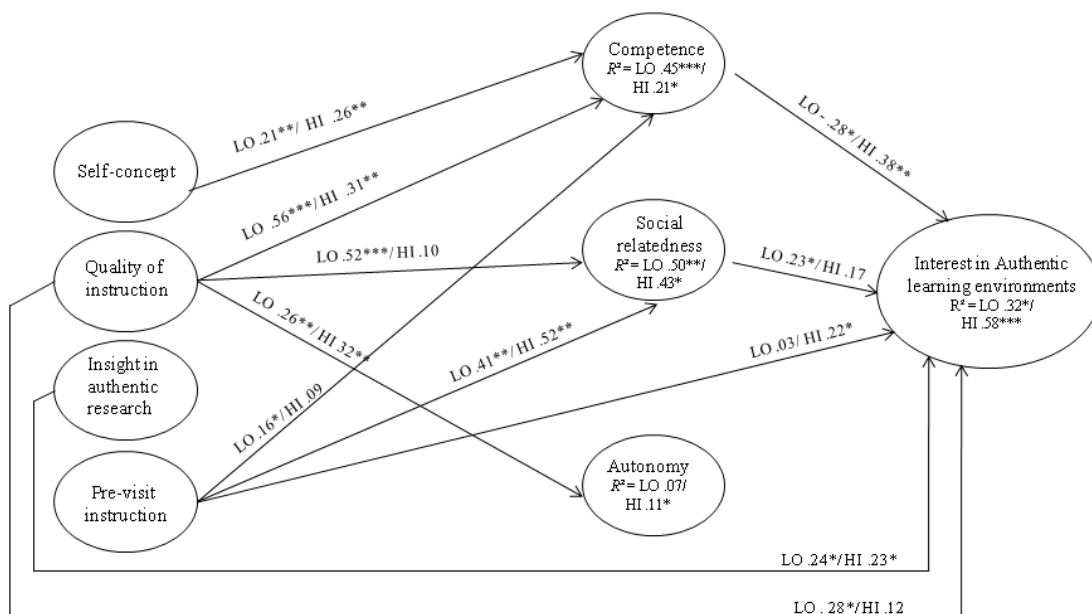 Competence
R² = LO .45***/
HI .21*
LO .21**/ HI .26**
LO - .28*/HI .38**
Self-concept
LO .56***/HI .31**
Social
relatedness
R² = LO .50**/
HI .43*
LO .52***/HI .10
LO .23*/HI .17
Quality of
instruction
Interest in Authentic
learning environments
R² = LO .32*/
HI .58***
LO .26**/HI.32**
LO .41**/HI .52**
LO .03/ HI .22*
Insight in
authentic
research
LO .16*/HI .09
Autonomy
R² = LO .07/
HI .11*
Pre-visit
instruction
LO .24*/HI .23*
LO . 28*/HI .12